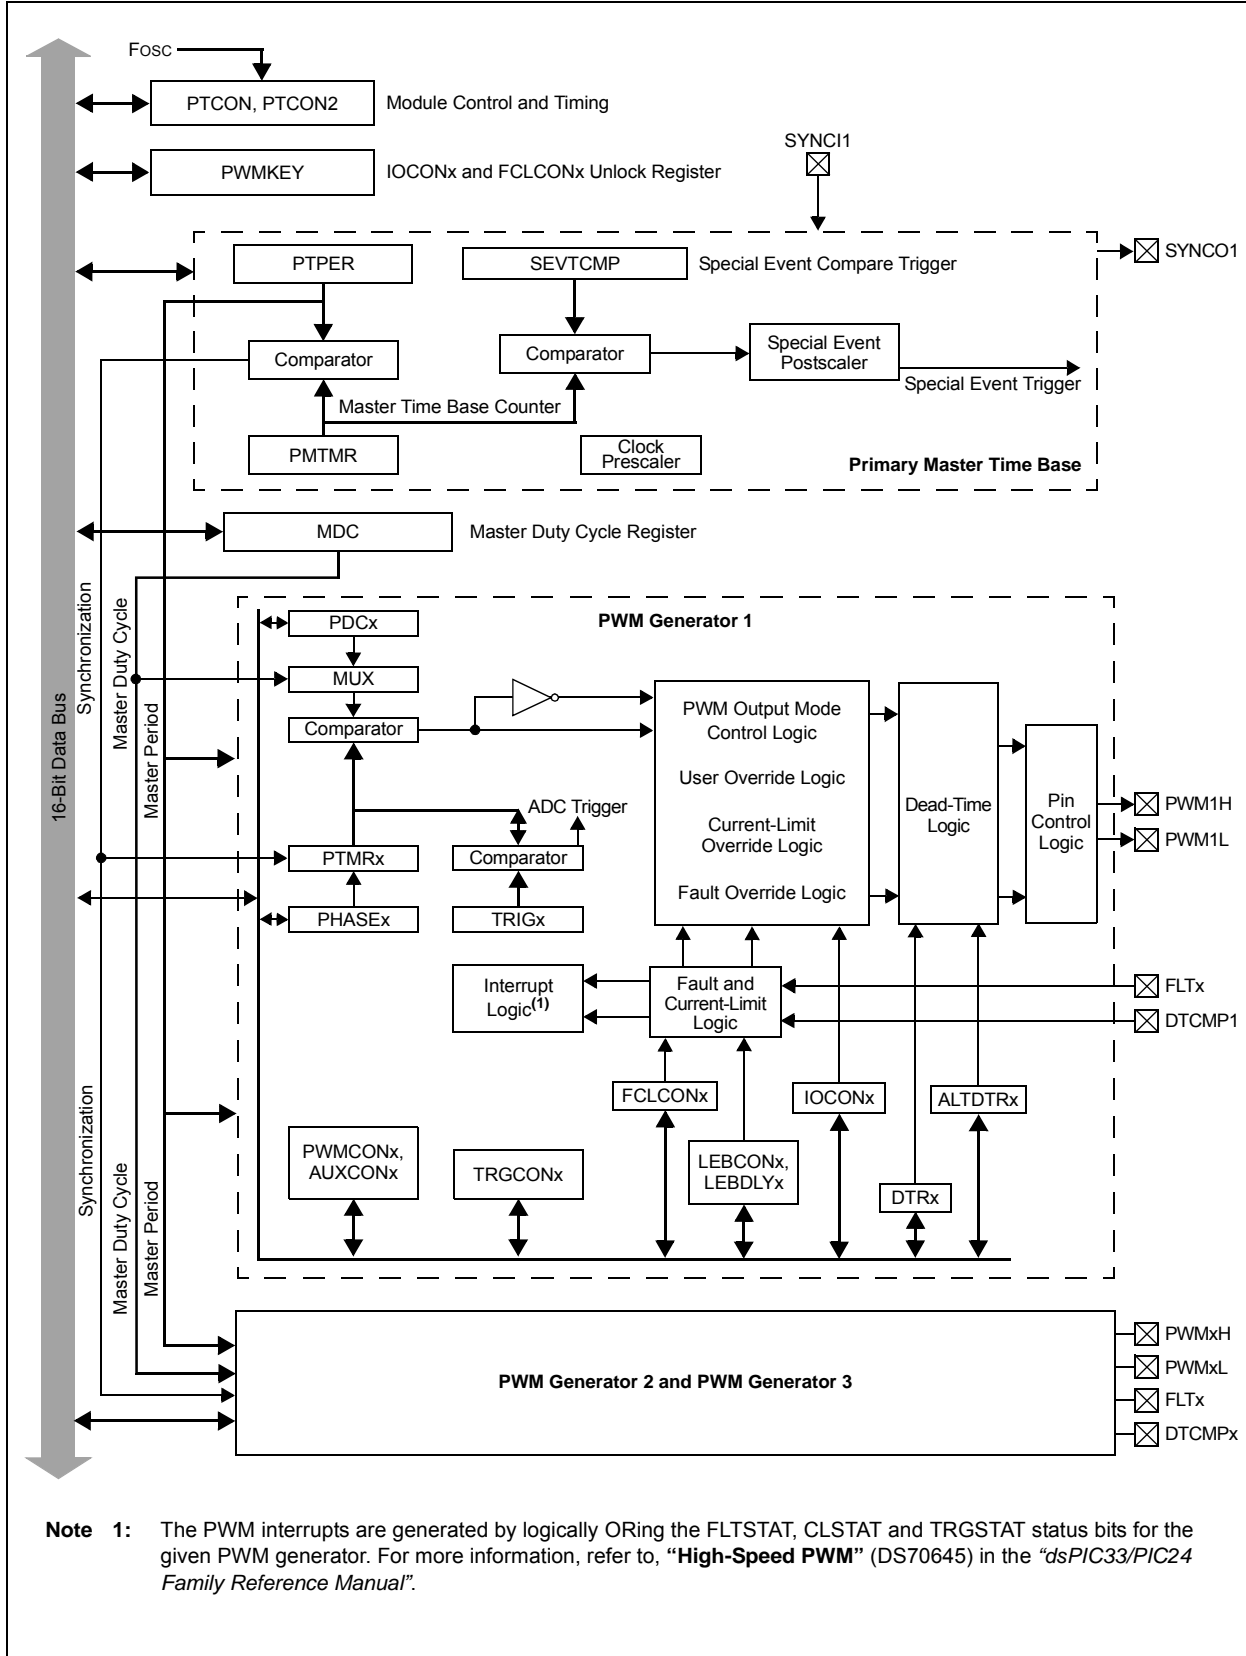 FOSC
PTCON, PTCON2
Module Control and Timing
SYNCI1
PWMKEY
IOCONx and FCLCONx Unlock Register
PTPER
SEVTCMP
Special Event Compare Trigger
SYNCO1
Comparator
Comparator
Special Event
Postscaler
Special Event Trigger
Master Time Base Counter
PMTMR
Clock
Prescaler
Primary Master Time Base
MDC
Master Duty Cycle Register
16-Bit Data Bus
Synchronization
Master Duty Cycle
Master Period
PWM Generator 1
PDCx
MUX
Comparator
PWM Output Mode
Control Logic
User Override Logic
Current-Limit
Override Logic
Fault Override Logic
Dead-Time
Logic
Pin
Control
Logic
PWM1H
PWM1L
ADC Trigger
PTMRx
Comparator
PHASEx
TRIGx
Interrupt
Logic(1)
Fault and
Current-Limit
Logic
FLTx
DTCMP1
FCLCONx
IOCONx
ALTDTRx
PWMCONx,
AUXCONx
TRGCONx
LEBCONx,
LEBDLYx
DTRx
Synchronization
Master Duty Cycle
Master Period
PWM Generator 2 and PWM Generator 3
PWMxH
PWMxL
FLTx
DTCMPx
Note 1: The PWM interrupts are generated by logically ORing the FLTSTAT, CLSTAT and TRGSTAT status bits for the
given PWM generator. For more information, refer to, “High-Speed PWM” (DS70645) in the “dsPIC33/PIC24
Family Reference Manual”.